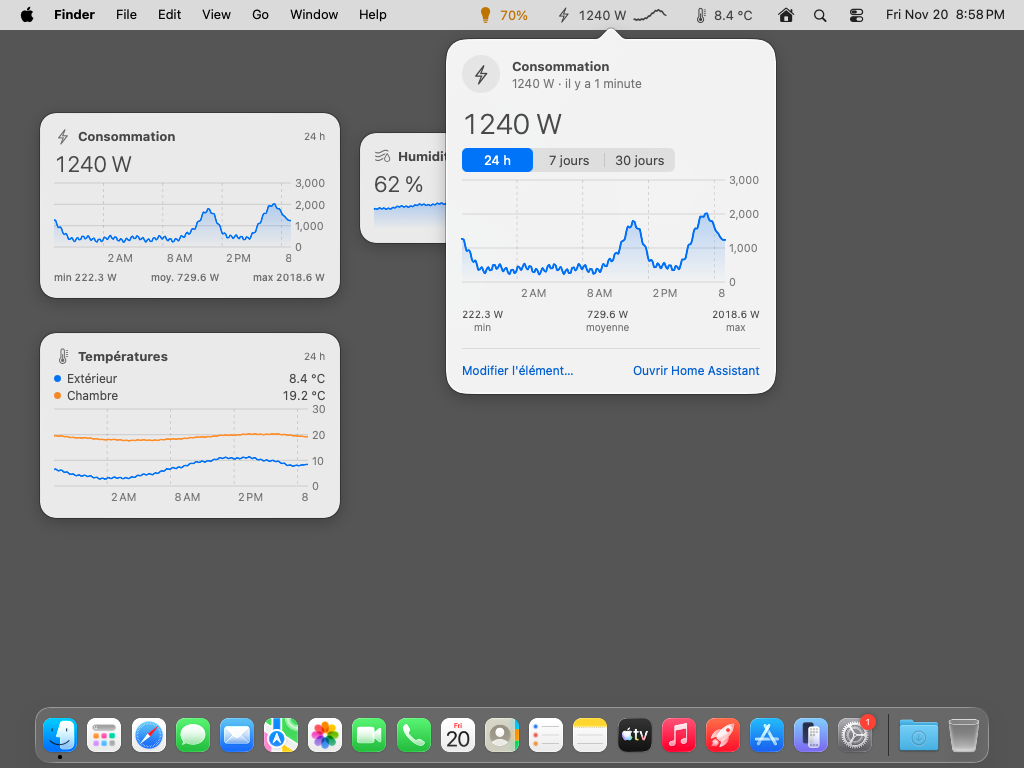 Finder File Edit View Go Window Help 70% 1240 W 8.4 °C Fri Nov 20 8:58 PM
Consommation 24 h
1240 W
3,000
2,000
1,000
0
2 AM 8 AM 2 PM 8
min 222.3 W moy. 729.6 W max 2018.6 W
62 %
Consommation
1240 W · il y a 1 minute
1240 W
24 h 7 jours 30 jours
3,000
2,000
1,000
0
2 AM 8 AM 2 PM 8
222.3 W 729.6 W 2018.6 W
min moyenne max
Modifier l'élément… Ouvrir Home Assistant
Températures 24 h
Extérieur 8.4 °C
Chambre 19.2 °C
30
20
10
0
2 AM 8 AM 2 PM 8
Fri
20
tv
1